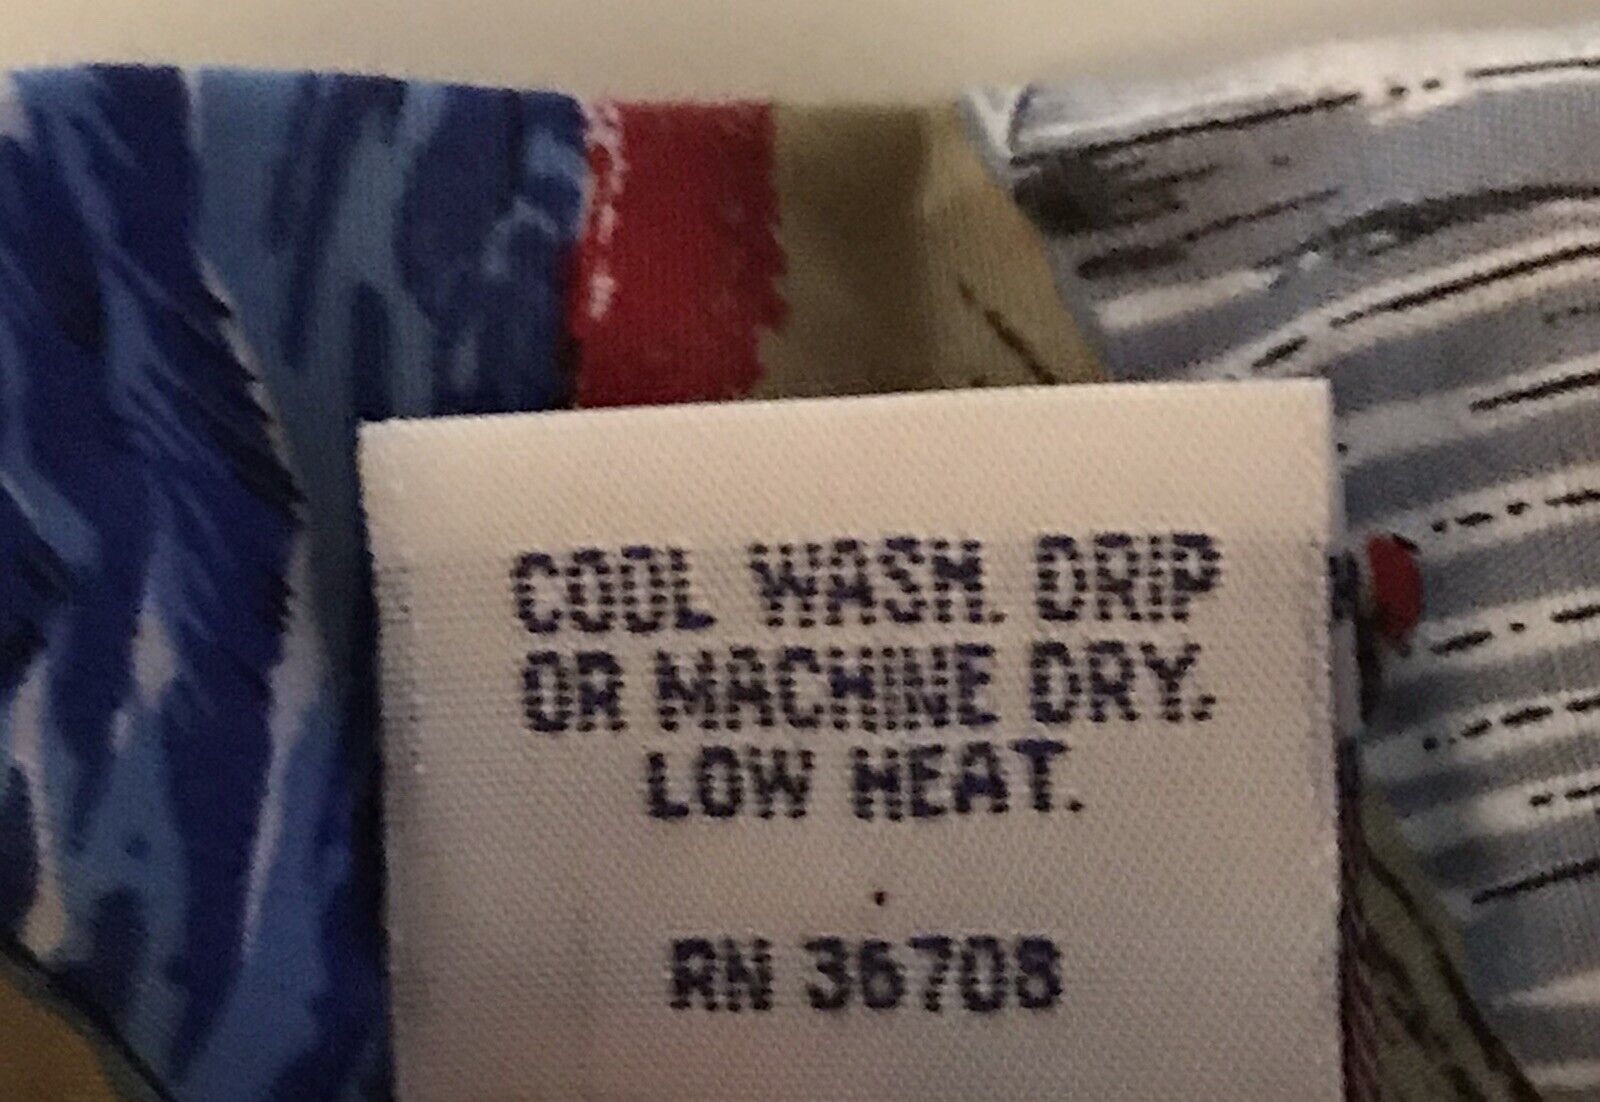 COOL WASH. DRIP
OR MACHINE DRY.
LOW HEAT.
RN 36708